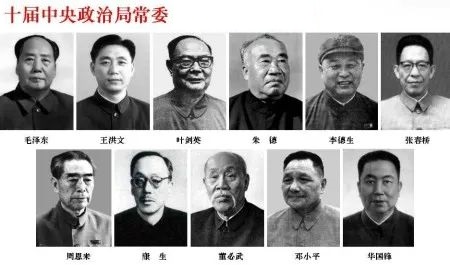 十届中央政治局常委
毛泽东 王洪文 叶剑英 朱 德 李德生 张春桥
周恩来 康 生 董必武 邓小平 华国锋